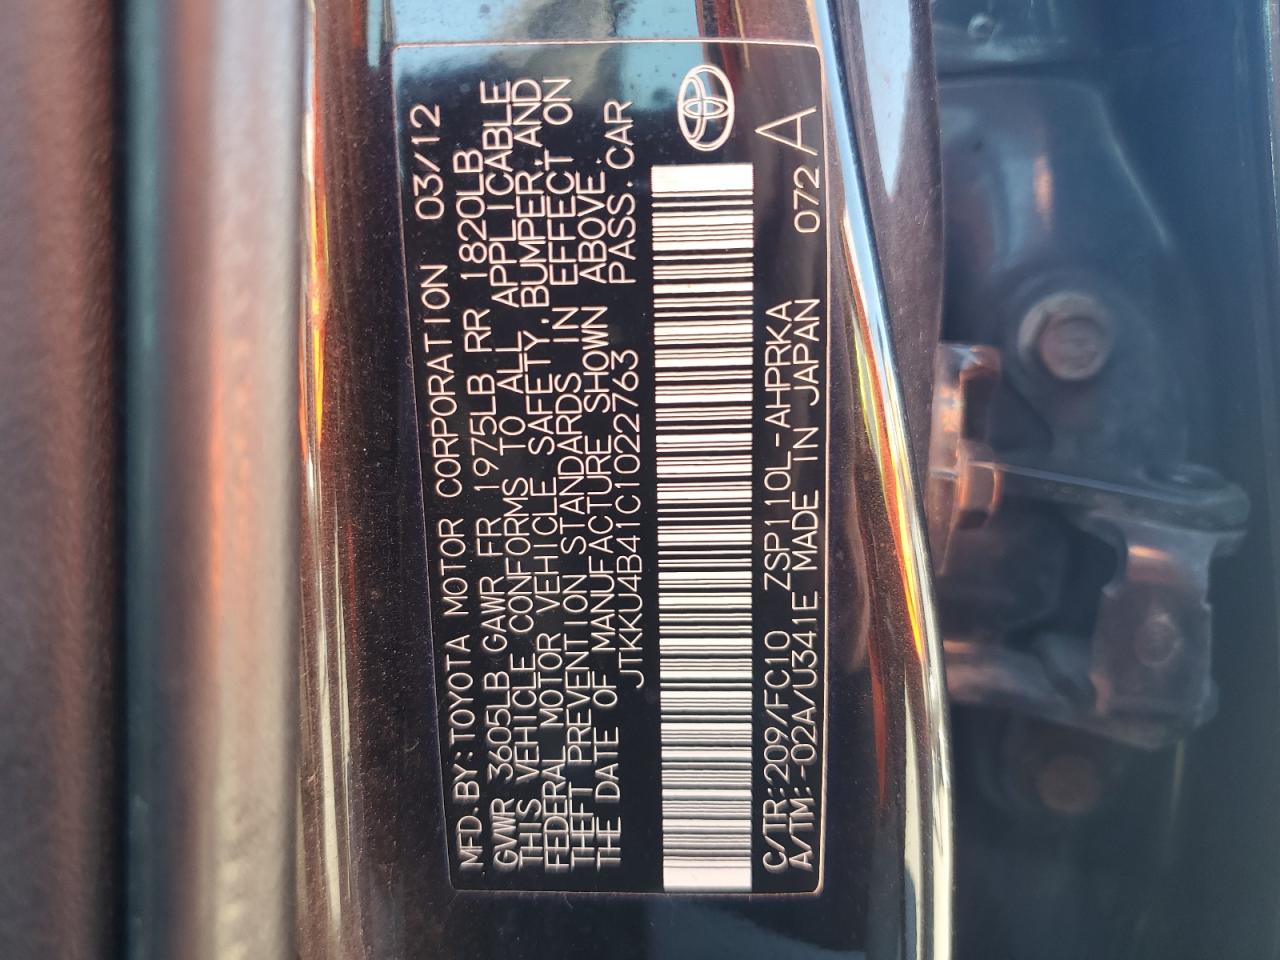 MFD.BY:TOYOTA MOTOR CORPORATION 03/12
GVWR 3605LB GAWR FR 1975LB RR 1820LB
THIS VEHICLE CONFORMS TO ALL APPLICABLE
FEDERAL MOTOR VEHICLE SAFETY, BUMPER, AND
THEFT PREVENTION STANDARDS IN EFFECT ON
THE DATE OF MANUFACTURE SHOWN ABOVE.
JTKKU4B41C1022763 PASS.CAR
C/TR:209/FC10 ZSP110L-AHPRKA 072
A/TM:-02A/U341E MADE IN JAPAN A